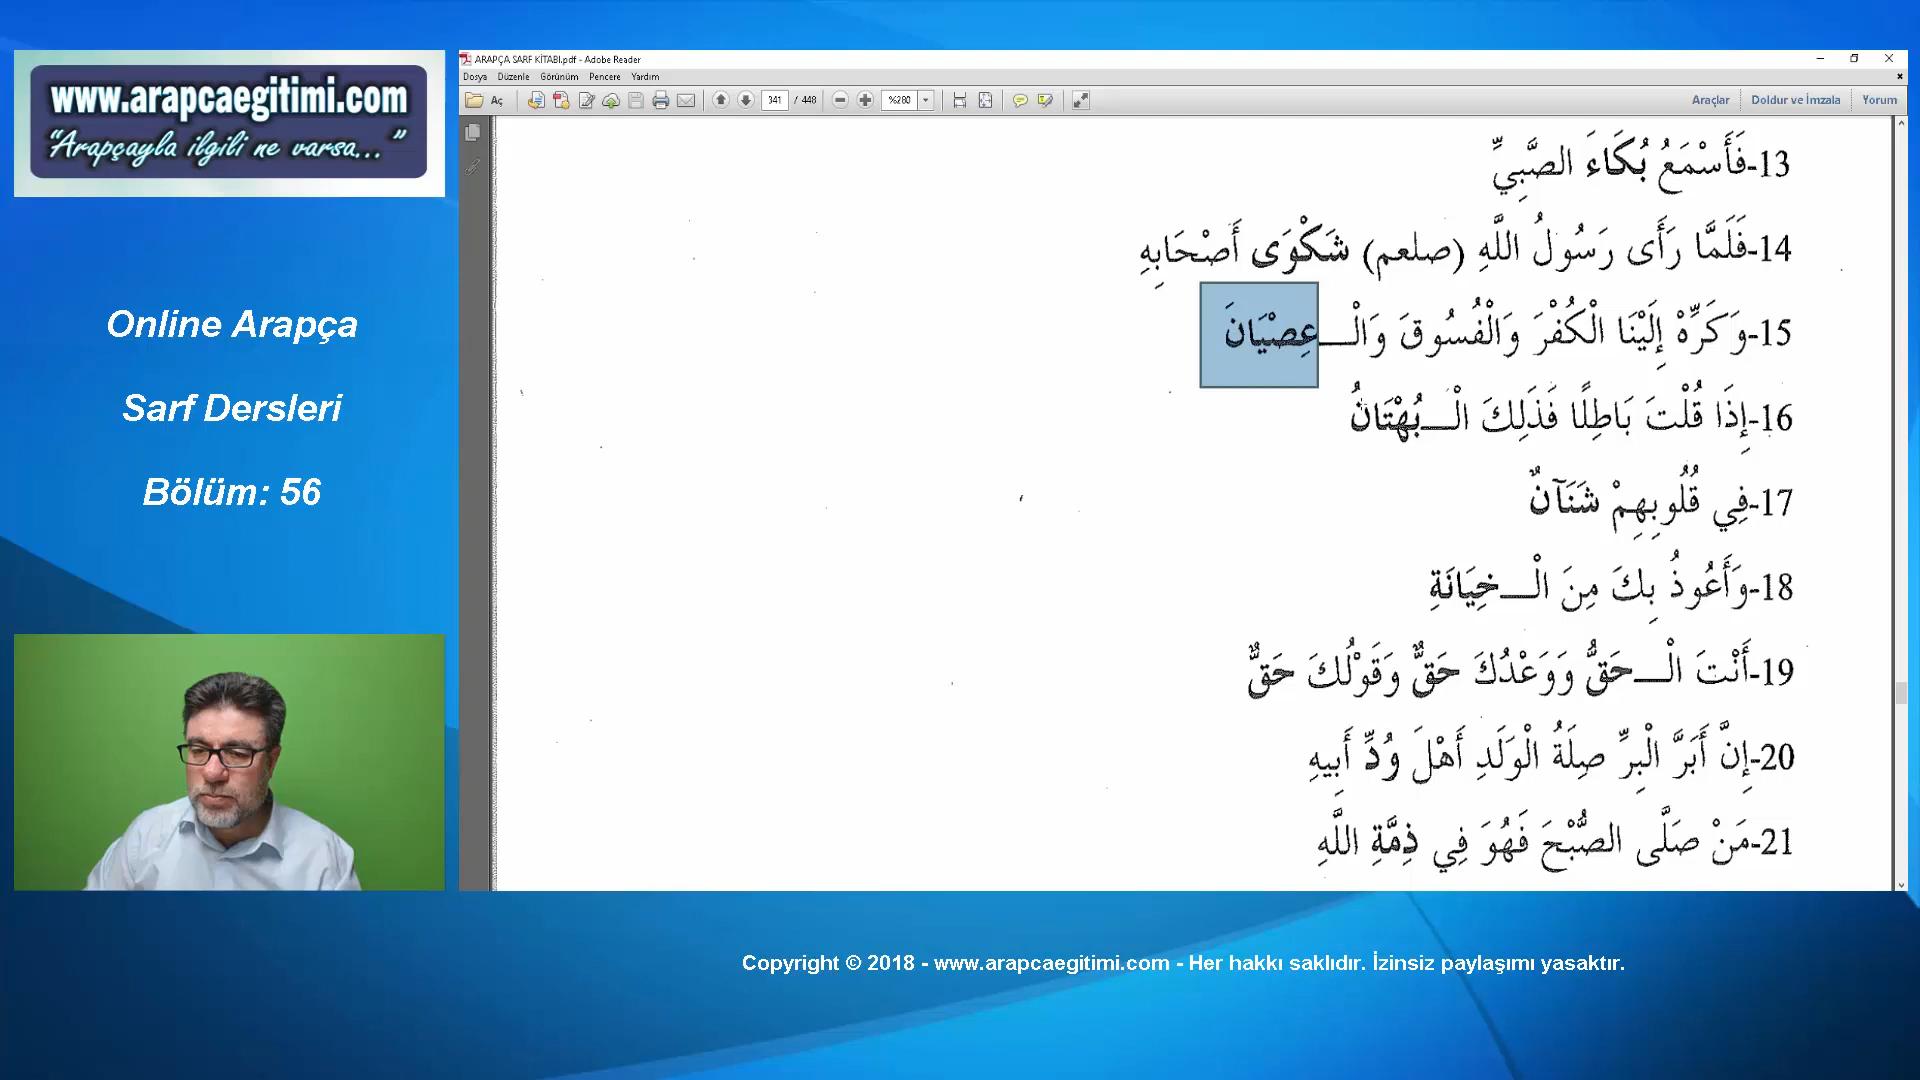 www.arapcaegitimi.com
“Arapçayla ilgili ne varsa...”
Online Arapça
Sarf Dersleri
Bölüm: 56
ARAPÇA SARF KİTABI.pdf - Adobe Reader
Dosya Düzenle Görünüm Pencere Yardım
Aç 341 / 448 %280 Araçlar Doldur ve İmzala Yorum
13-فَأَسْمَعُ بُكَاءَ الصَّبِيِّ
14-فَلَمَّا رَأَى رَسُولُ اللَّهِ (صلعم) شَكْوَى أَصْحَابِهِ
15-وَكَرِّهْ إِلَيْنَا الْكُفْرَ وَالْفُسُوقَ وَالْـــعِصْيَانَ
16-إِذَا قُلْتَ بَاطِلًا فَذَلِكَ الْـــبُهْتَانُ
17-فِي قُلُوبِهِمْ شَنَآنٌ
18-وَأَعُوذُ بِكَ مِنَ الْـــخِيَانَةِ
19-أَنْتَ الْـــحَقُّ وَوَعْدُكَ حَقٌّ وَقَوْلُكَ حَقٌّ
20-إِنَّ أَبَرَّ الْبِرِّ صِلَةُ الْوَلَدِ أَهْلَ وُدِّ أَبِيهِ
21-مَنْ صَلَّى الصُّبْحَ فَهُوَ فِي ذِمَّةِ اللَّهِ
Copyright © 2018 - www.arapcaegitimi.com - Her hakkı saklıdır. İzinsiz paylaşımı yasaktır.